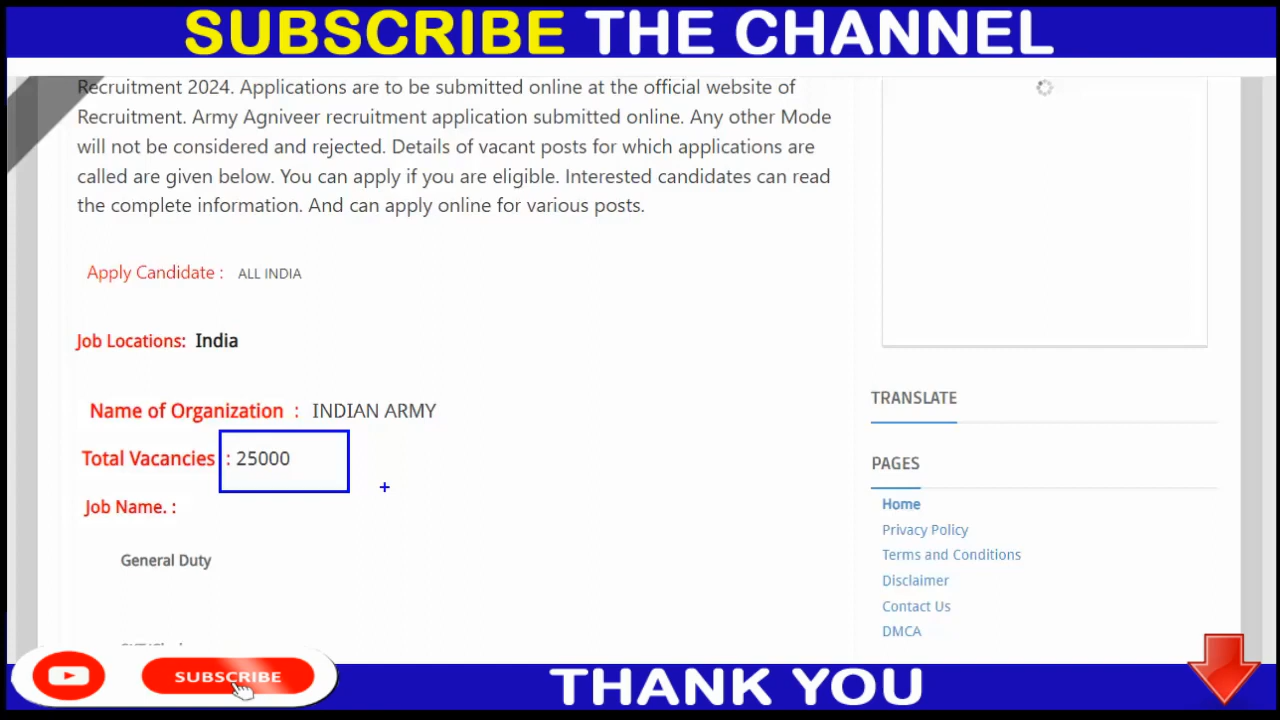 SUBSCRIBE THE CHANNEL
Recruitment 2024. Applications are to be submitted online at the official website of
Recruitment. Army Agniveer recruitment application submitted online. Any other Mode
will not be considered and rejected. Details of vacant posts for which applications are
called are given below. You can apply if you are eligible. Interested candidates can read
the complete information. And can apply online for various posts.
Apply Candidate : ALL INDIA
Job Locations: India
Name of Organization : INDIAN ARMY
Total Vacancies : 25000
Job Name. :
General Duty
TRANSLATE
PAGES
Home
Privacy Policy
Terms and Conditions
Disclaimer
Contact Us
DMCA
SUBSCRIBE
THANK YOU